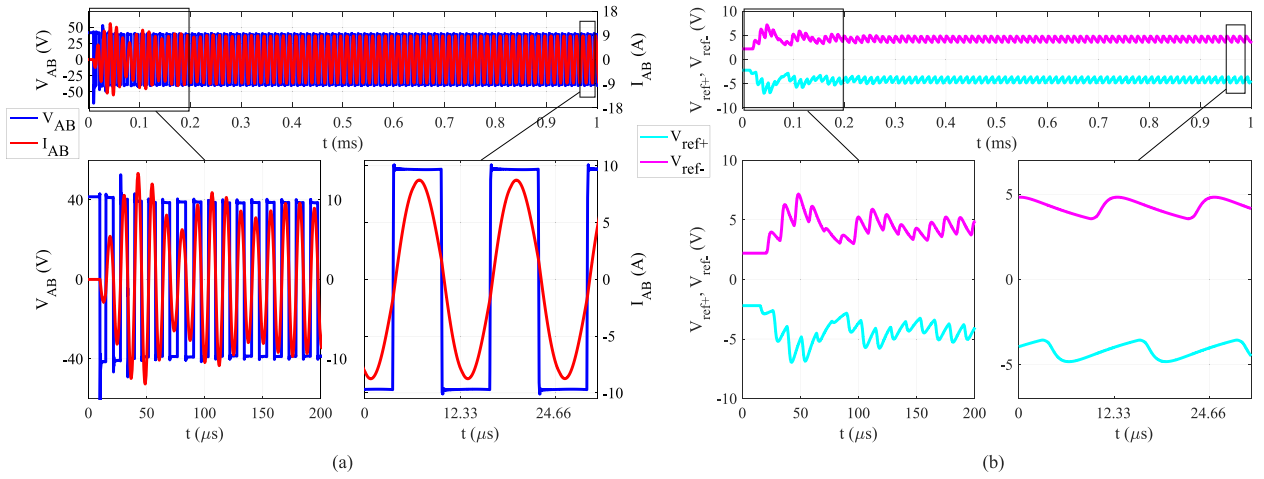 50
25
0
-25
-50
V_AB (V)
18
9
0
-9
-18
I_AB (A)
0 0.1 0.2 0.3 0.4 0.5 0.6 0.7 0.8 0.9 1
t (ms)
V_AB
I_AB
40
0
-40
V_AB (V)
10
0
-10
0 50 100 150 200
t (μs)
10
5
0
-5
-10
I_AB (A)
0 12.33 24.66
t (μs)
(a)
10
5
0
-5
-10
V_ref+, V_ref- (V)
0 0.1 0.2 0.3 0.4 0.5 0.6 0.7 0.8 0.9 1
t (ms)
V_ref+
V_ref-
10
5
0
-5
-10
V_ref+, V_ref- (V)
0 50 100 150 200
t (μs)
5
0
-5
0 12.33 24.66
t (μs)
(b)